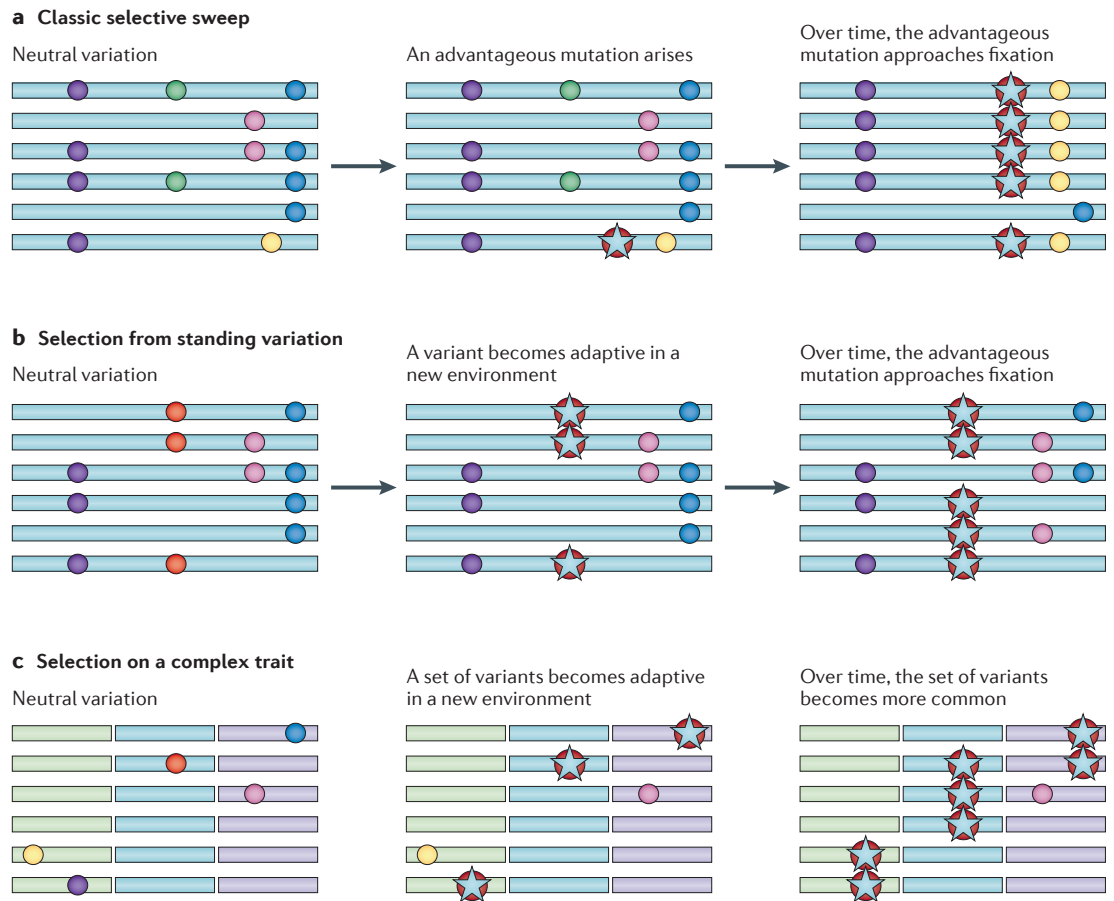 a Classic selective sweep
Neutral variation
An advantageous mutation arises
Over time, the advantageous
mutation approaches fixation
b Selection from standing variation
Neutral variation
A variant becomes adaptive in a
new environment
Over time, the advantageous
mutation approaches fixation
c Selection on a complex trait
Neutral variation
A set of variants becomes adaptive
in a new environment
Over time, the set of variants
becomes more common